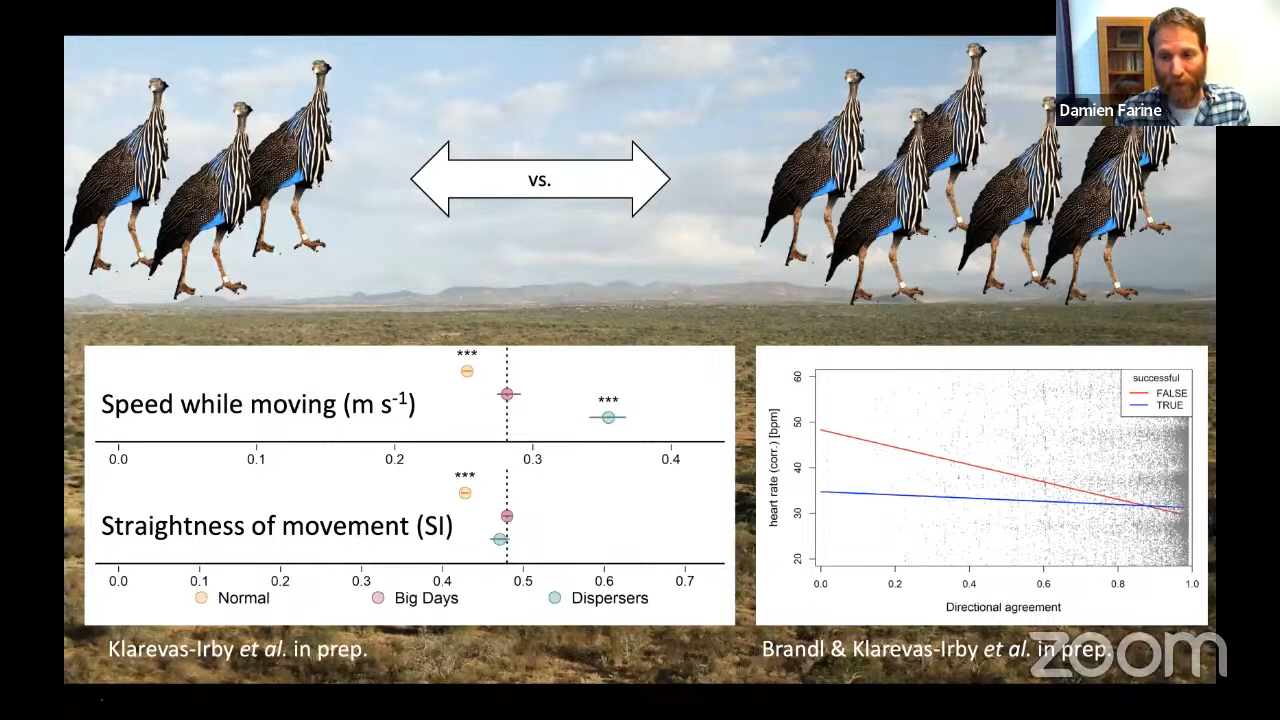 Damien Farine
vs.
***
Speed while moving (m s-1)
***
0.0 0.1 0.2 0.3 0.4
***
Straightness of movement (SI)
0.0 0.1 0.2 0.3 0.4 0.5 0.6 0.7
Normal Big Days Dispersers
Klarevas-Irby et al. in prep.
successful
FALSE
TRUE
heart rate (corr.) [bpm]
60
50
40
30
20
0.0 0.2 0.4 0.6 0.8 1.0
Directional agreement
Brandl & Klarevas-Irby et al. in prep.
zoom